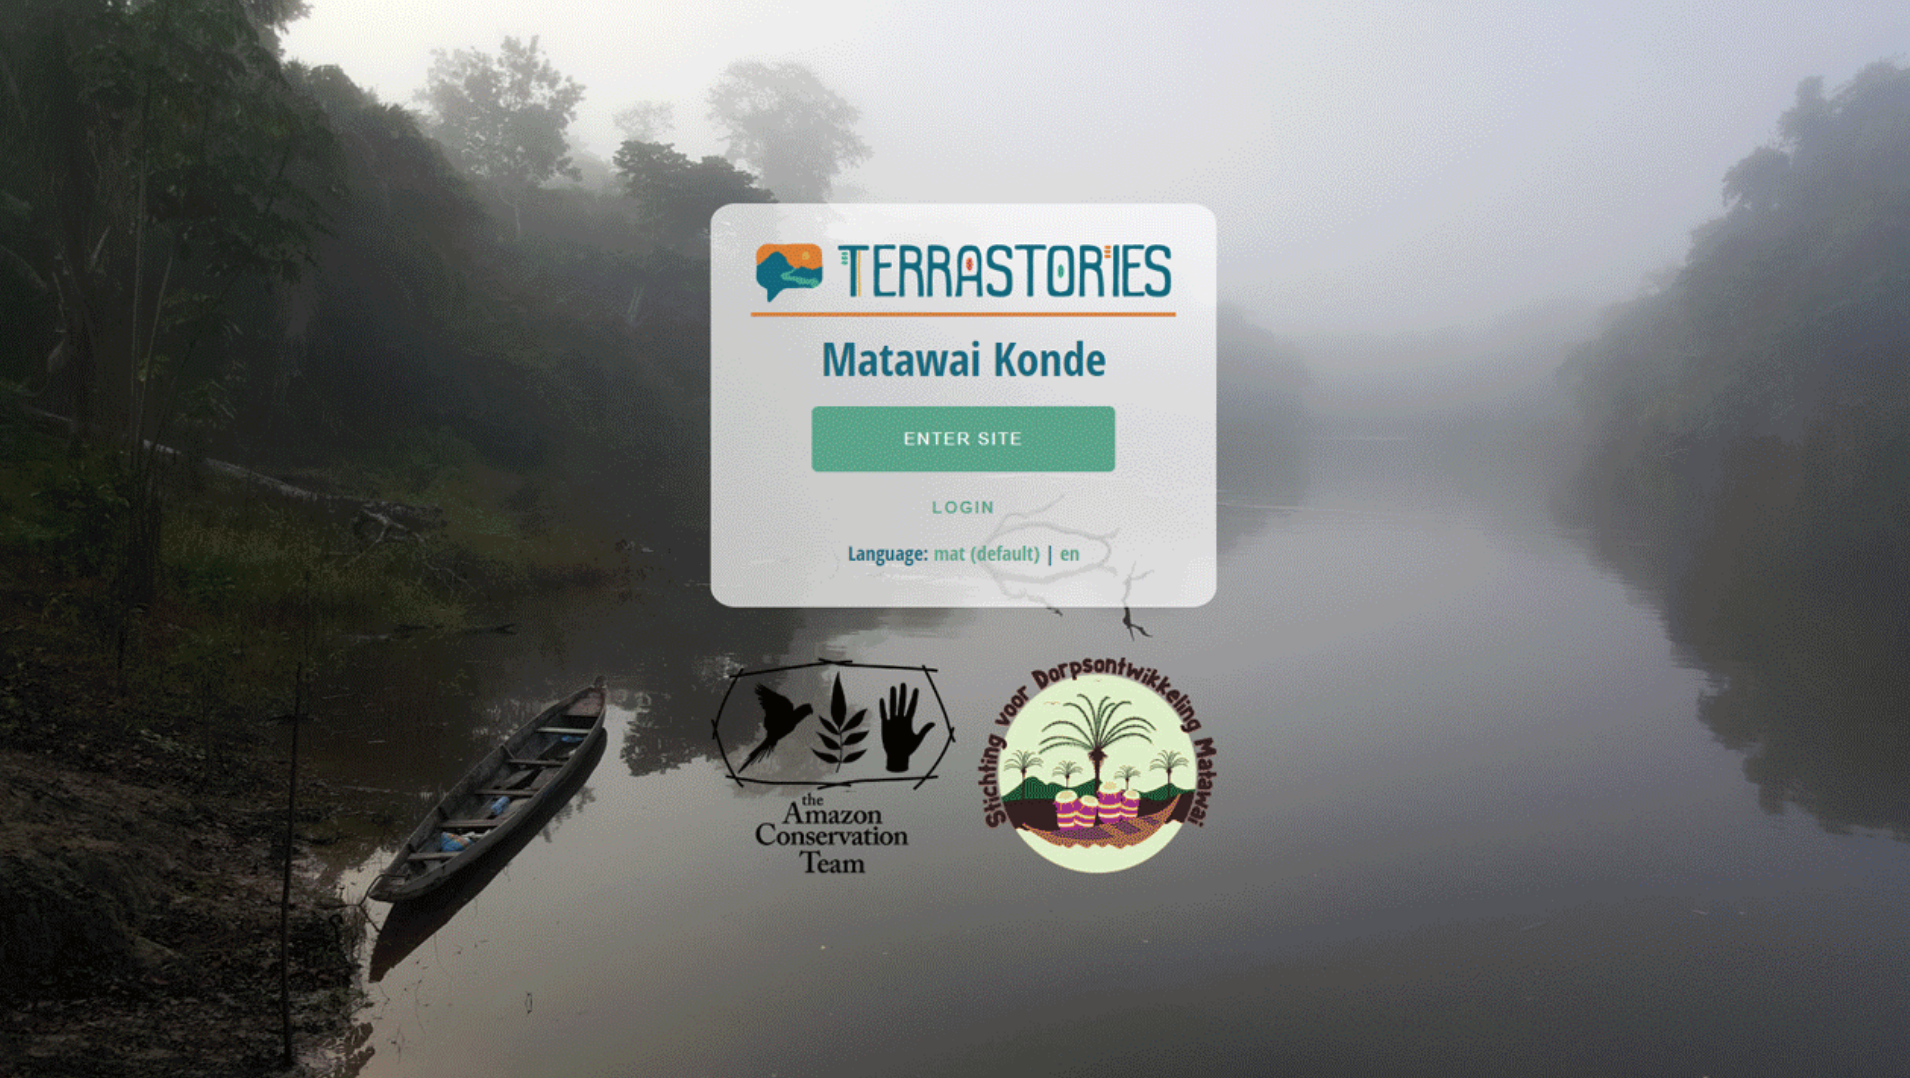 TERRASTORIES
Matawai Konde
ENTER SITE
LOGIN
Language: mat (default) | en
the
Amazon
Conservation
Team
Stichting voor Dorpsontwikkeling Matawai